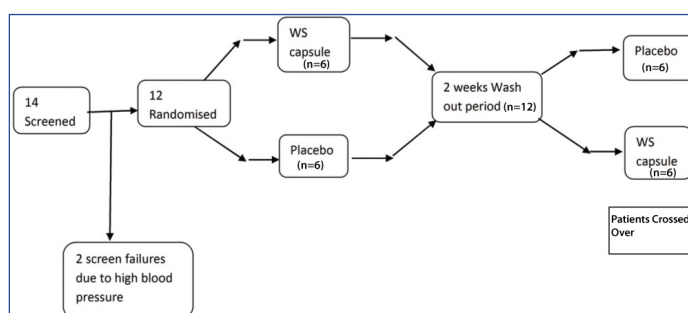 14
Screened
12
Randomised
WS
capsule
(n=6)
Placebo
(n=6)
2 weeks Wash
out period (n=12)
Placebo
(n=6)
WS
capsule
(n=6)
Patients Crossed
Over
2 screen failures
due to high blood
pressure